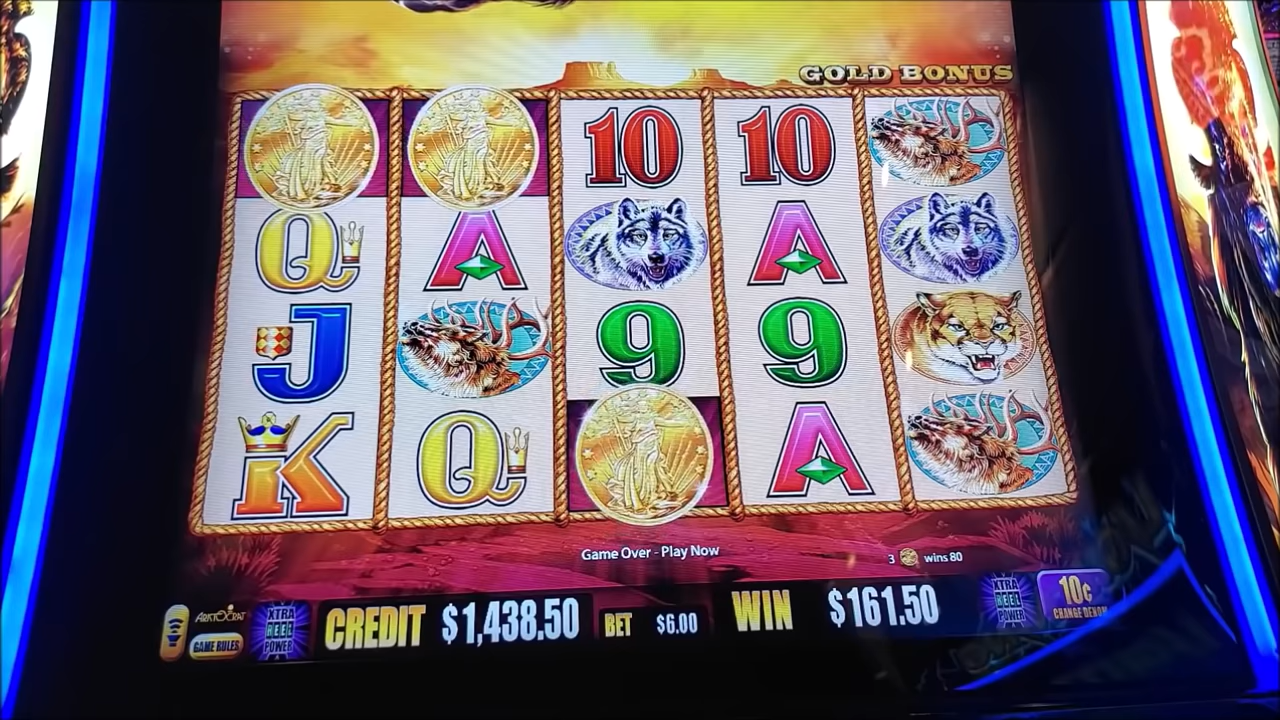 GOLD BONUS
10 10
Q A A
J 9 9
K Q A
Game Over - Play Now
3 wins 80
ARISTOCRAT
GAME RULES
XTRA
REEL
POWER
CREDIT $1,438.50 BET $6.00 WIN $161.50
XTRA
REEL
POWER
10¢
CHANGE DENOM